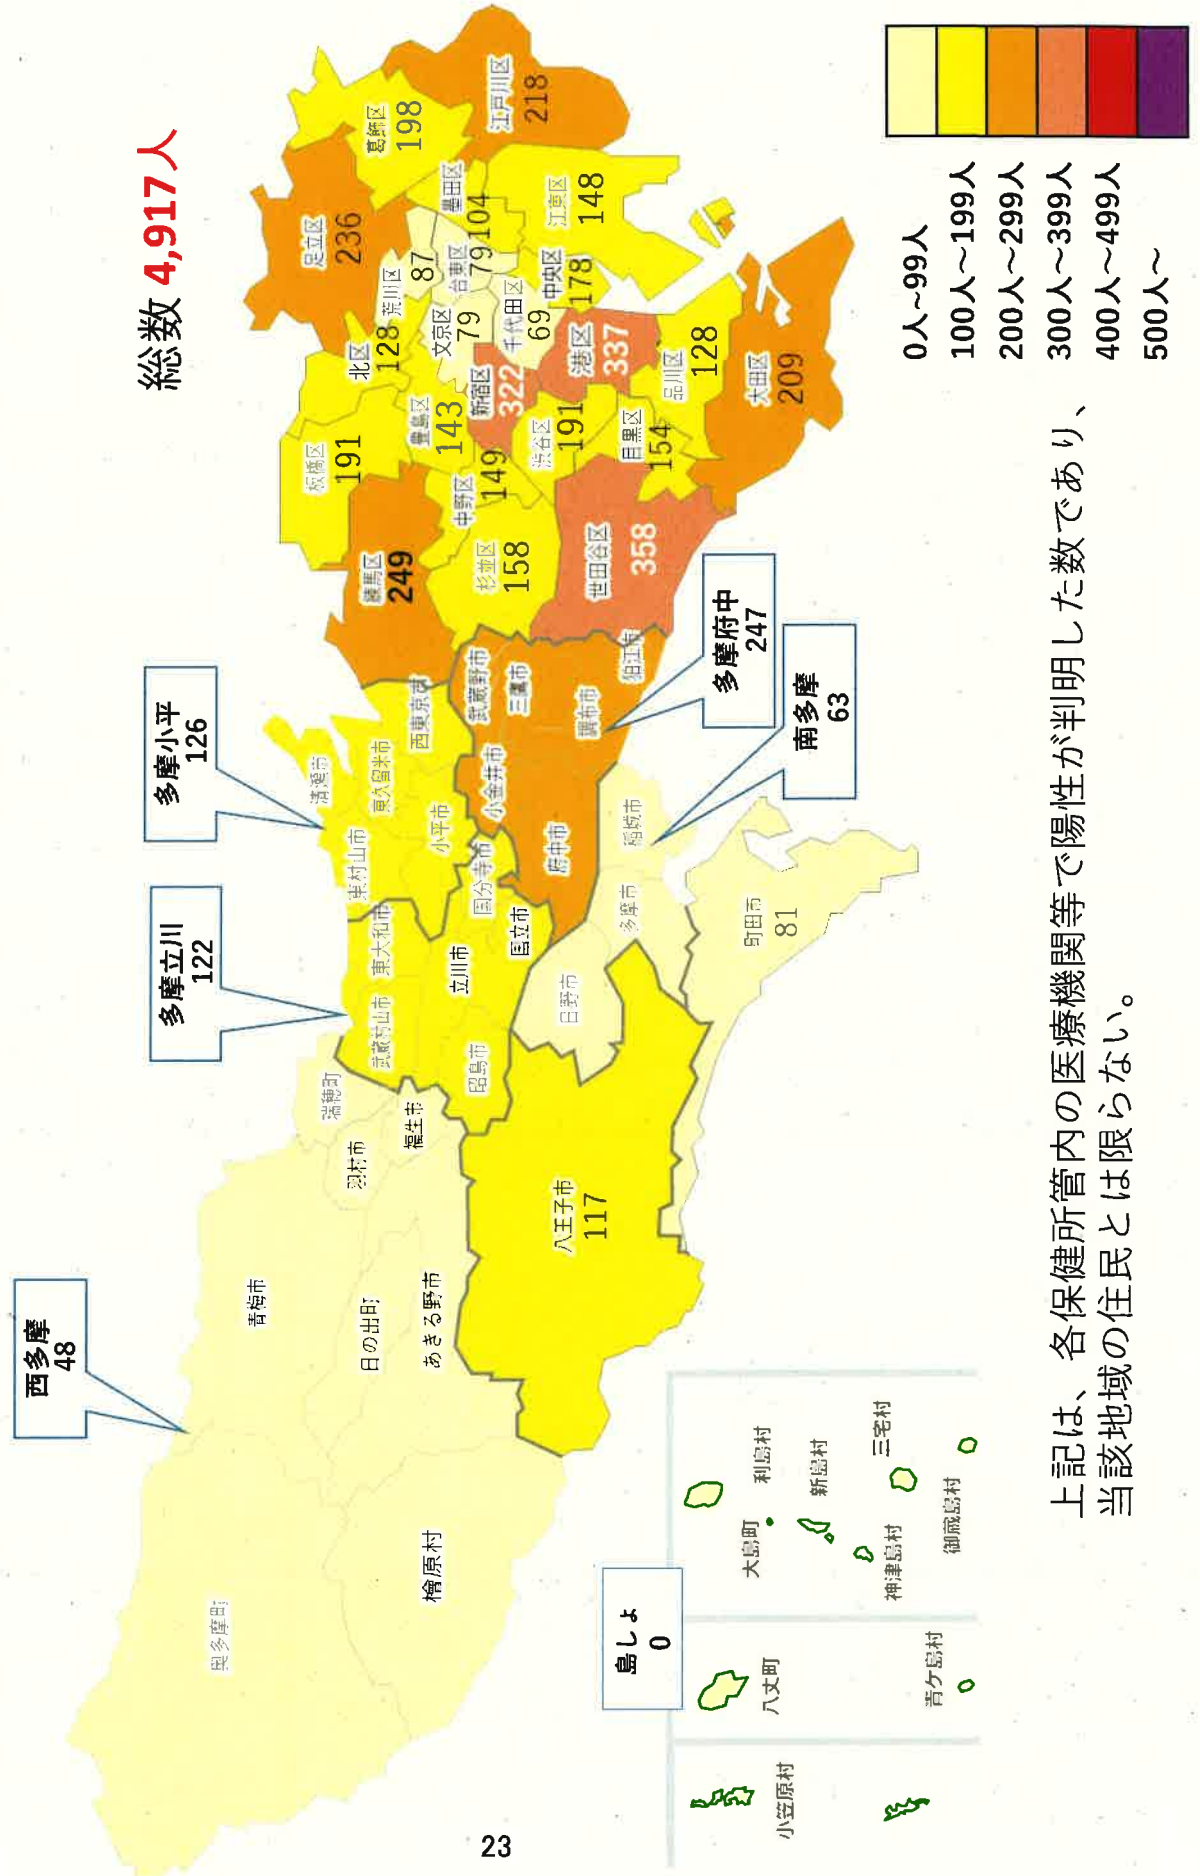 総数 4,917人
西多摩
48
多摩立川
122
多摩小平
126
奥多摩町
青梅市
檜原村
日の出町
あきる野市
瑞穂町
羽村市
福生市
武蔵村山市
東大和市
東村山市
清瀬市
東久留米市
西東京市
小平市
昭島市
立川市
国分寺市
国立市
八王子市
117
日野市
多摩市
稲城市
町田市
81
府中市
小金井市
武蔵野市
三鷹市
調布市
狛江市
多摩府中
247
南多摩
63
練馬区
249
板橋区
191
北区
128
足立区
236
葛飾区
198
荒川区
87
豊島区
143
文京区
79
台東区
79
墨田区
104
江戸川区
218
中野区
149
新宿区
322
千代田区
69
中央区
178
江東区
148
杉並区
158
渋谷区
191
港区
337
世田谷区
358
目黒区
154
品川区
128
大田区
209
島しょ
0
小笠原村
八丈町
青ケ島村
大島町
利島村
新島村
神津島村
三宅村
御蔵島村
0人~99人
100人~199人
200人~299人
300人~399人
400人~499人
500人~
上記は、各保健所管内の医療機関等で陽性が判明した数であり、
当該地域の住民とは限らない。
23